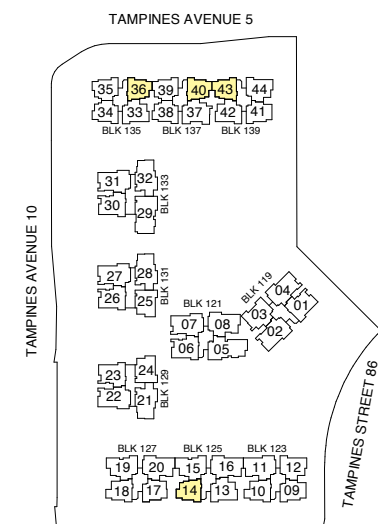 TAMPINES AVENUE 5
35 36 39 40 43 44
34 33 38 37 42 41
BLK 135 BLK 137 BLK 139
31 32
30 29
BLK 133
TAMPINES AVENUE 10
27 28
26 25
BLK 131
BLK 119
04
03 01
02
BLK 121
07 08
06 05
23 24
22 21
BLK 129
TAMPINES STREET 86
BLK 127 BLK 125 BLK 123
19 20 15 16 11 12
18 17 14 13 10 09